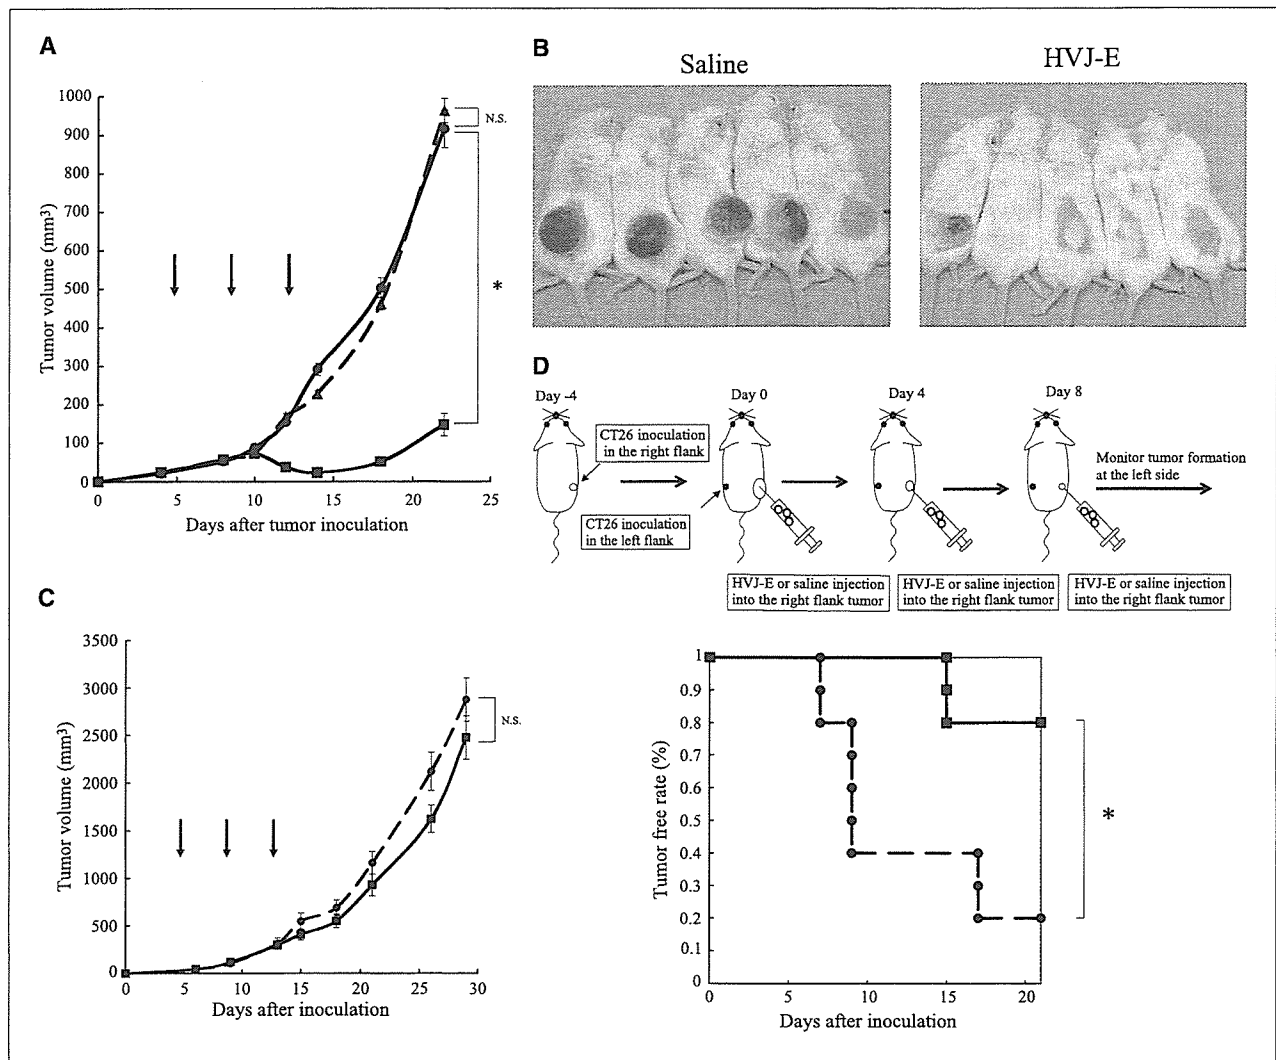 A
1000
900
800
700
600
500
400
300
200
100
0
Tumor volume (mm³)
0 5 10 15 20 25
Days after tumor inoculation
N.S.
*
B
Saline
HVJ-E
C
3500
3000
2500
2000
1500
1000
500
0
Tumor volume (mm³)
0 5 10 15 20 25 30
Days after inoculation
N.S.
D
Day -4
Day 0
Day 4
Day 8
CT26 inoculation
in the right flank
CT26 inoculation
in the left flank
Monitor tumor formation
at the left side
HVJ-E or saline injection
into the right flank tumor
HVJ-E or saline injection
into the right flank tumor
HVJ-E or saline injection
into the right flank tumor
1
0.9
0.8
0.7
0.6
0.5
0.4
0.3
0.2
0.1
0
Tumor free rate (%)
0 5 10 15 20
Days after inoculation
*